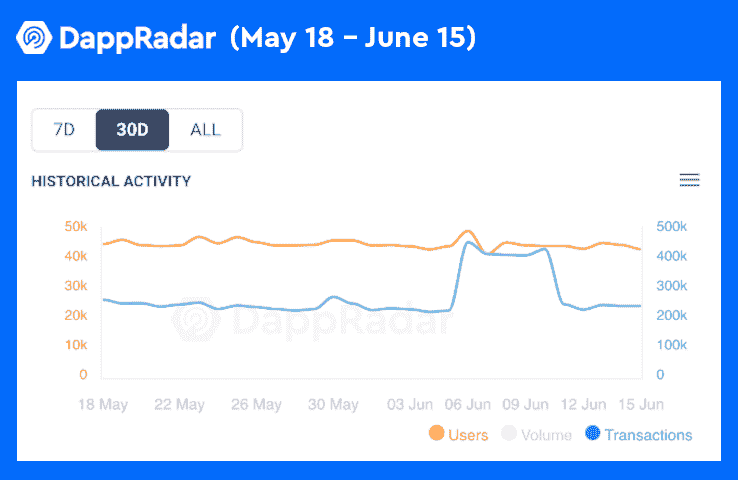 DappRadar (May 18 – June 15)
7D 30D ALL
HISTORICAL ACTIVITY
50k 500k
40k 400k
30k 300k
20k 200k
DappRadar
10k 100k
0 0
18 May 22 May 26 May 30 May 03 Jun 06 Jun 09 Jun 12 Jun 15 Jun
Users Volume Transactions